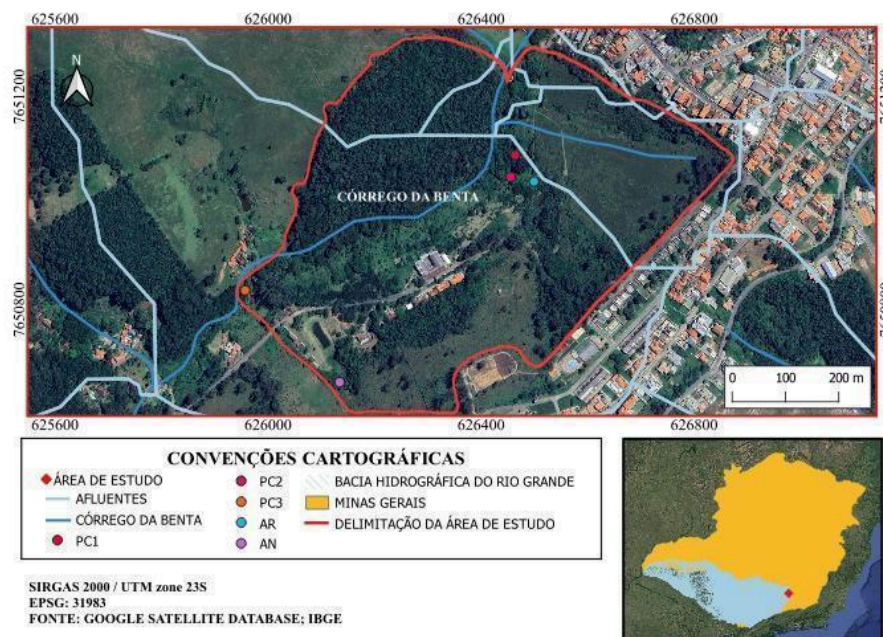 625600 626000 626400 626800
N
7651200 7651200
CÓRREGO DA BENTA
7650800 7650800
0 100 200 m
625600 626000 626400 626800
CONVENÇÕES CARTOGRÁFICAS
ÁREA DE ESTUDO
AFLUENTES
CÓRREGO DA BENTA
PC1
PC2
PC3
AR
AN
BACIA HIDROGRÁFICA DO RIO GRANDE
MINAS GERAIS
DELIMITAÇÃO DA ÁREA DE ESTUDO
SIRGAS 2000 / UTM zone 23S
EPSG: 31983
FONTE: GOOGLE SATELLITE DATABASE; IBGE